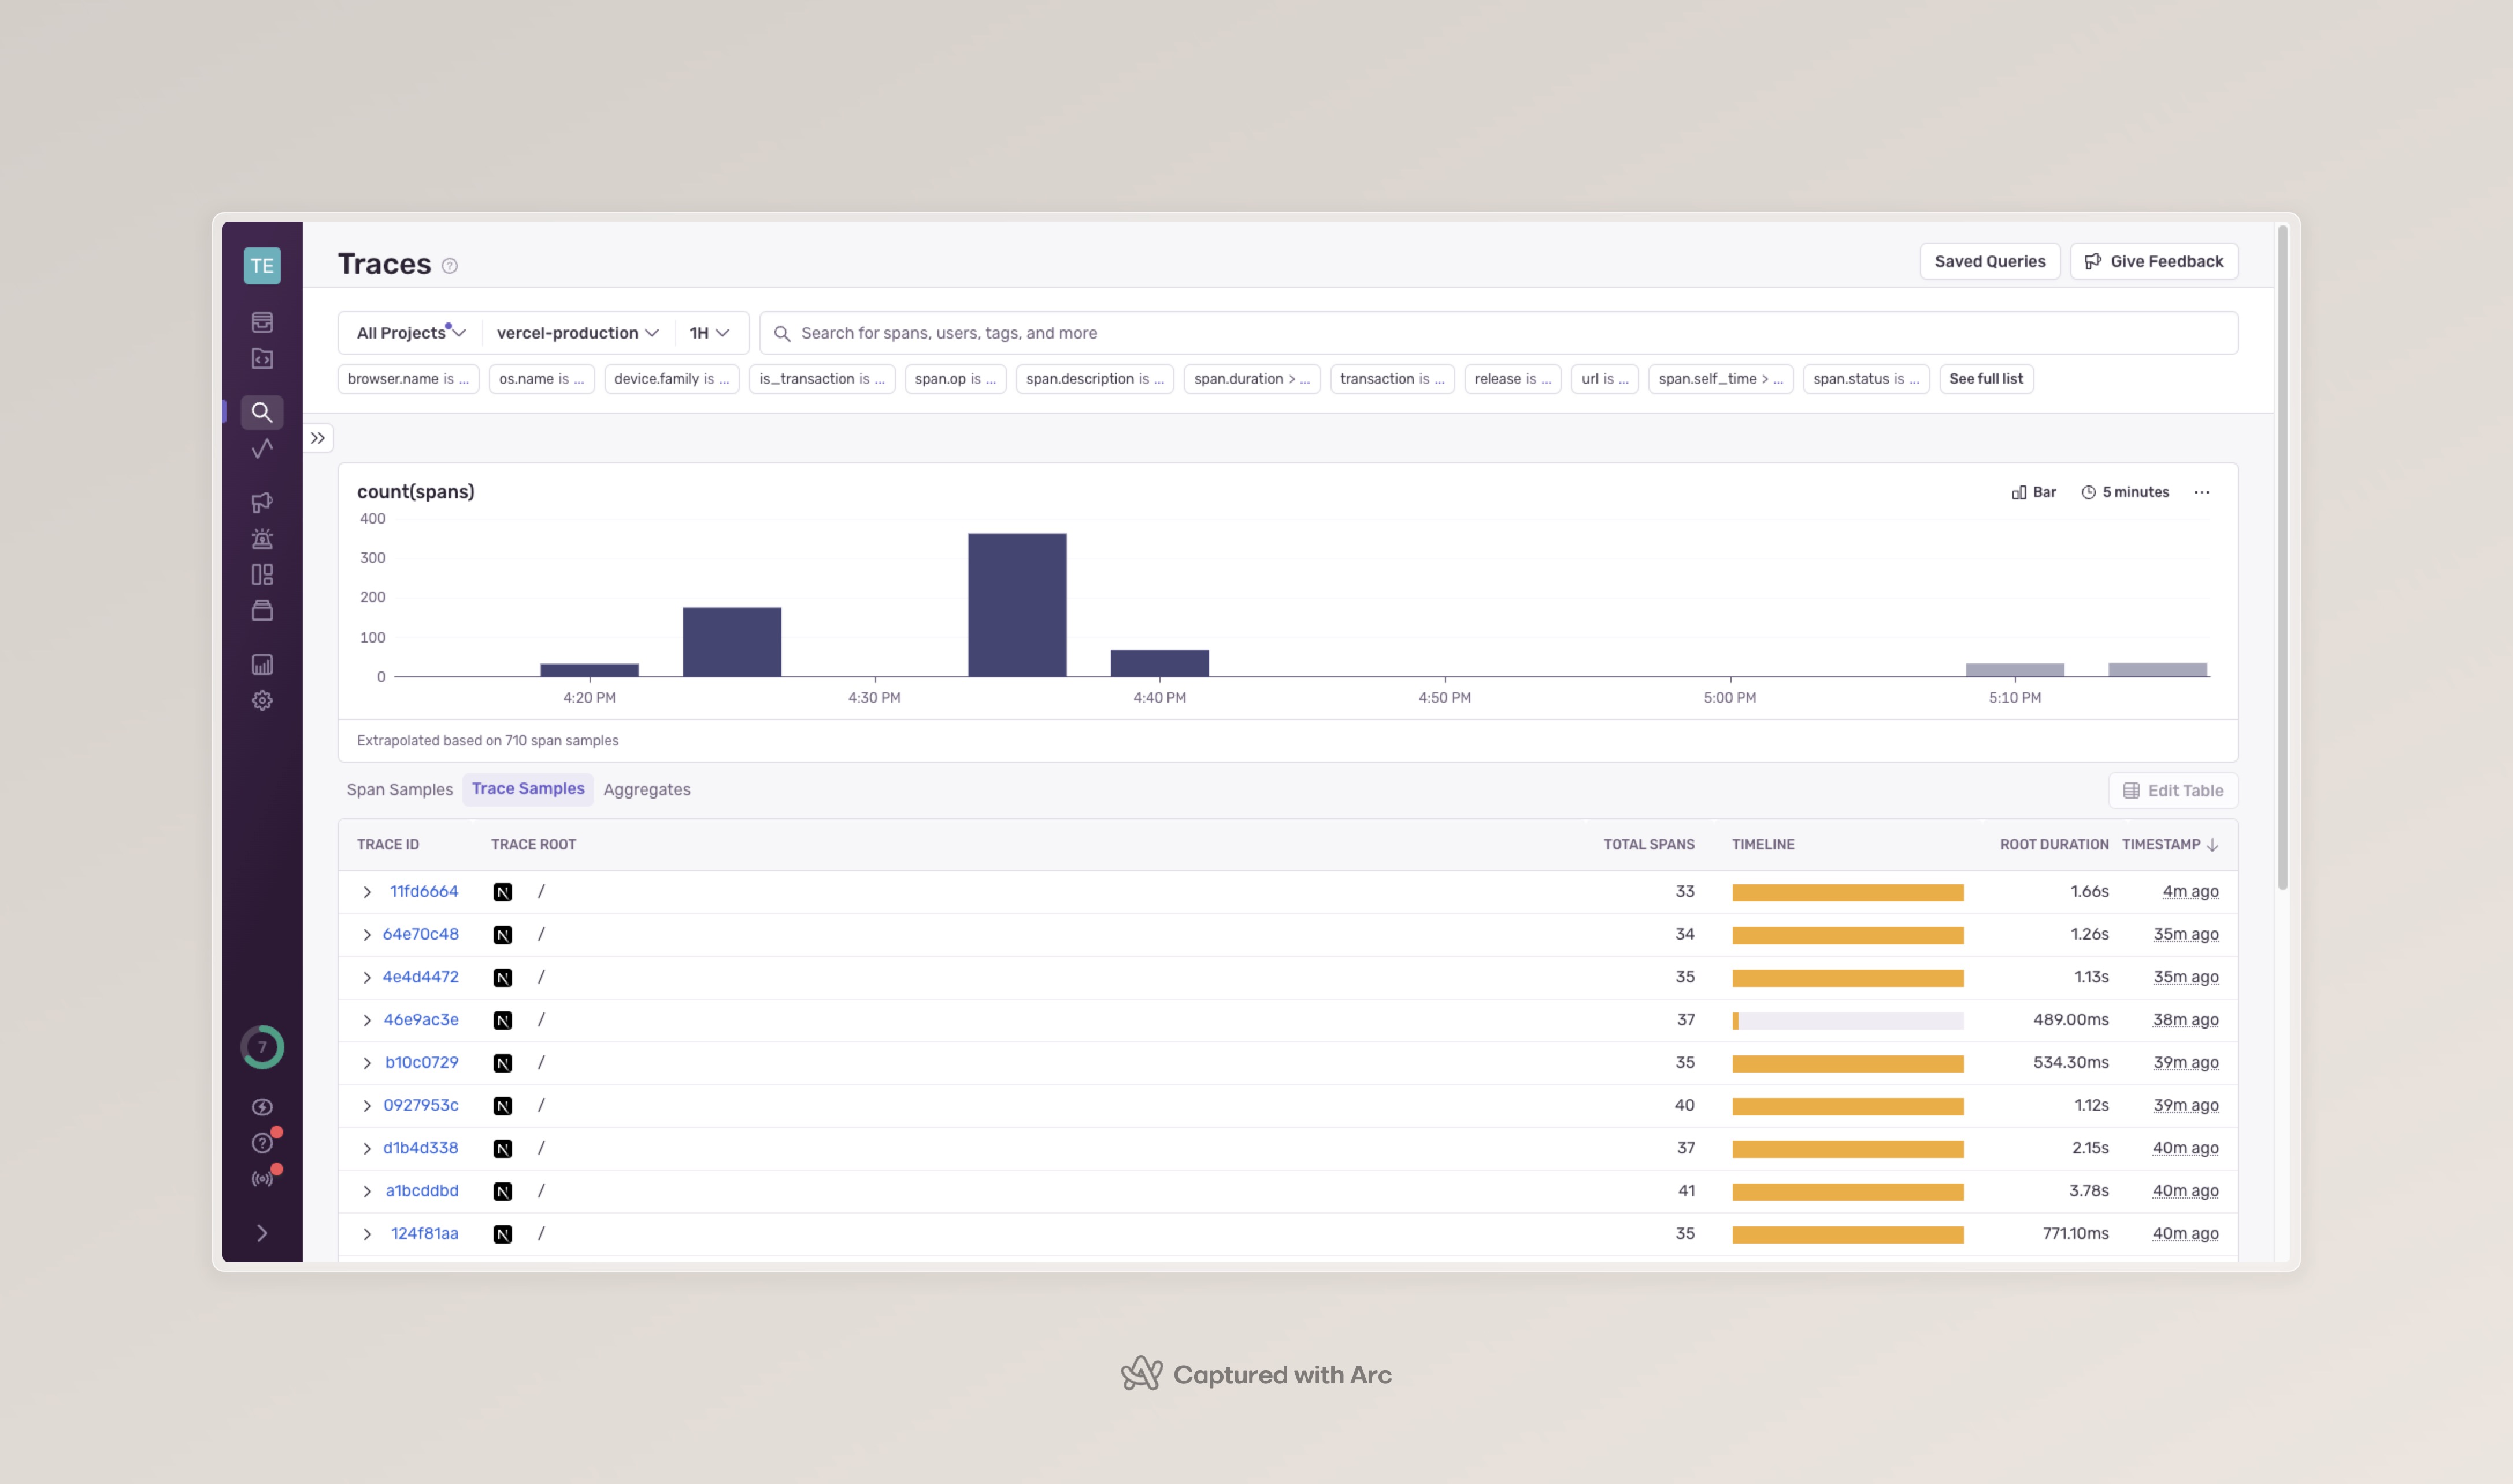 TE
Traces ?
Saved Queries
Give Feedback
All Projects
vercel-production
1H
Search for spans, users, tags, and more
browser.name is ...
os.name is ...
device.family is ...
is_transaction is ...
span.op is ...
span.description is ...
span.duration > ...
transaction is ...
release is ...
url is ...
span.self_time > ...
span.status is ...
See full list
count(spans)
Bar
5 minutes
400
300
200
100
0
4:20 PM
4:30 PM
4:40 PM
4:50 PM
5:00 PM
5:10 PM
Extrapolated based on 710 span samples
Span Samples
Trace Samples
Aggregates
Edit Table
TRACE ID TRACE ROOT TOTAL SPANS TIMELINE ROOT DURATION TIMESTAMP
11fd6664 N / 33 1.66s 4m ago
64e70c48 N / 34 1.26s 35m ago
4e4d4472 N / 35 1.13s 35m ago
46e9ac3e N / 37 489.00ms 38m ago
b10c0729 N / 35 534.30ms 39m ago
0927953c N / 40 1.12s 39m ago
d1b4d338 N / 37 2.15s 40m ago
a1bcddbd N / 41 3.78s 40m ago
124f81aa N / 35 771.10ms 40m ago
7
?
Captured with Arc